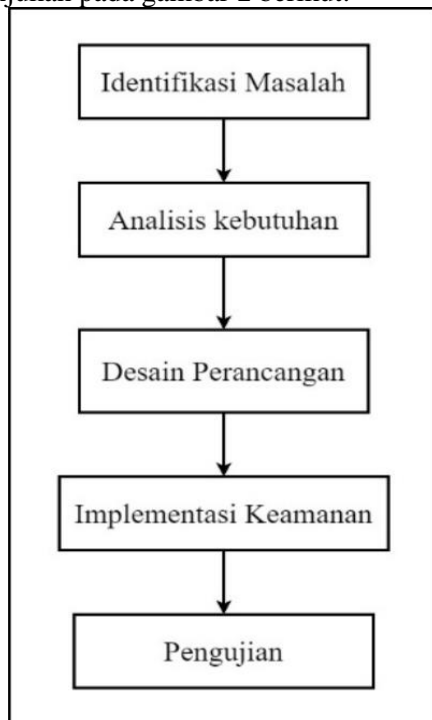 pada gambar 2 berikut.
Identifikasi Masalah
Analisis kebutuhan
Desain Perancangan
Implementasi Keamanan
Pengujian